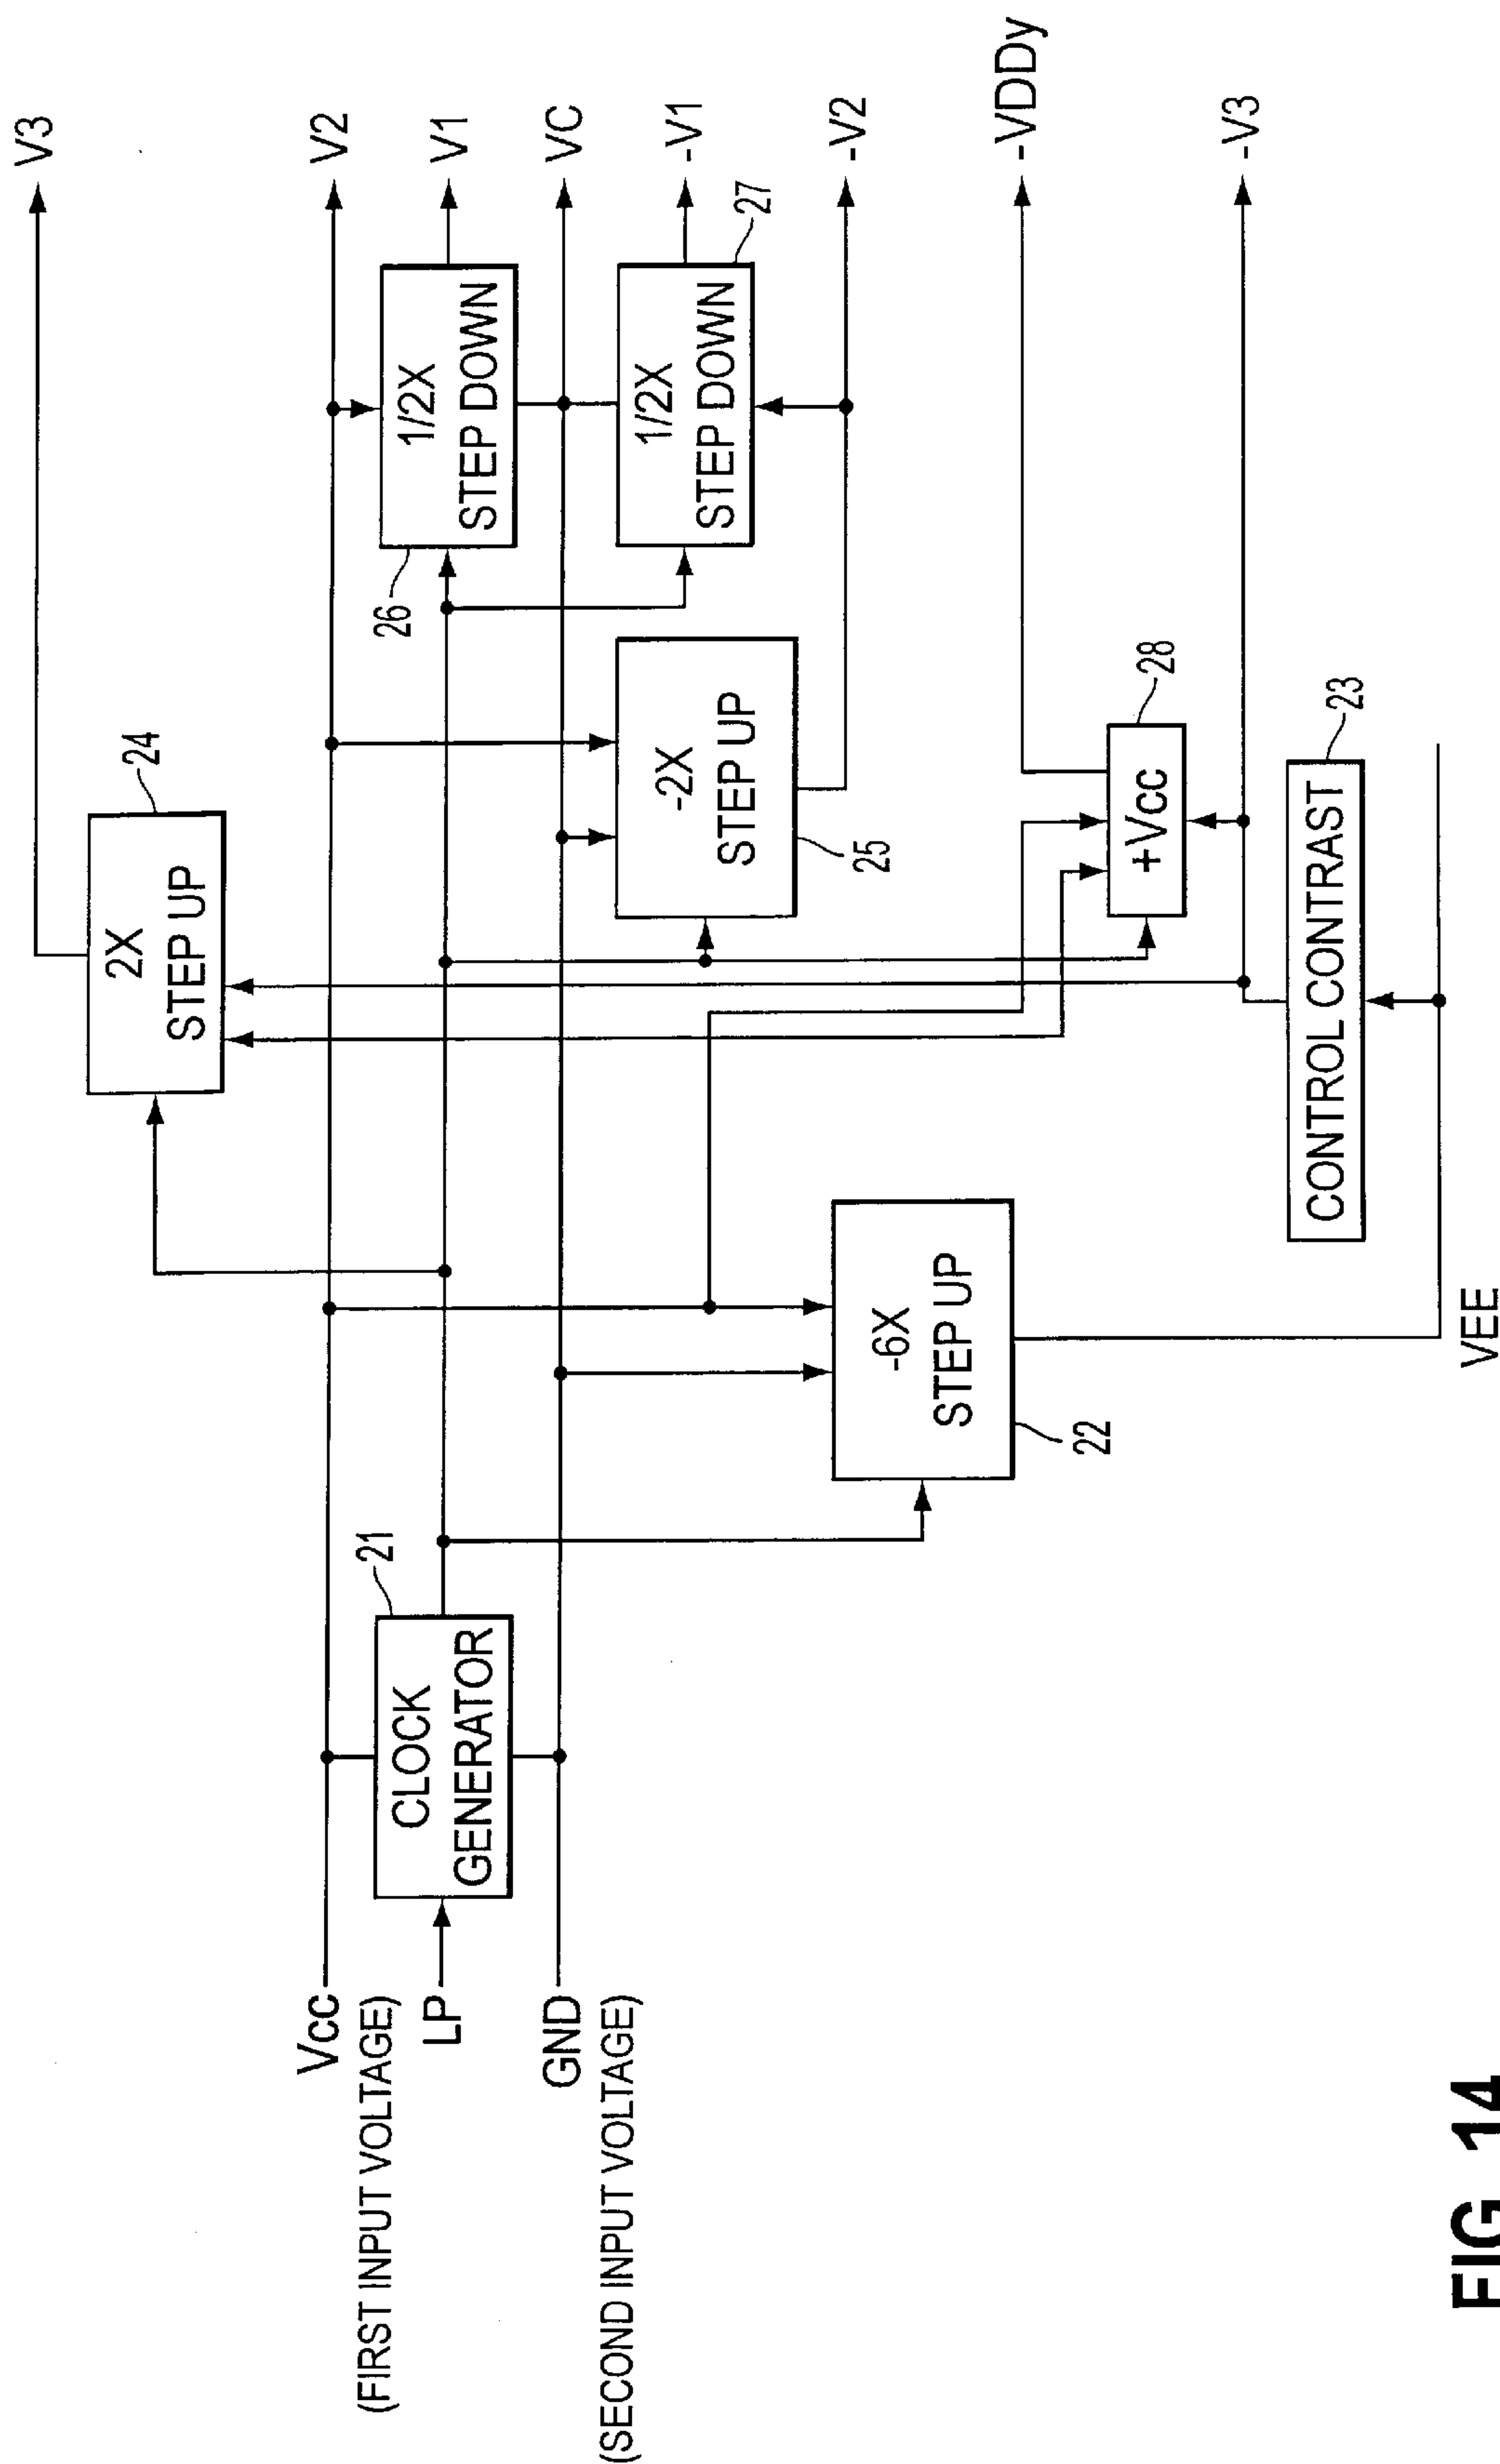 V3
V2
V1
VC
-V1
-V2
-VDDy
-V3
24
2X
STEP UP
26
1/2X
STEP DOWN
27
1/2X
STEP DOWN
25
-2X
STEP UP
28
+Vcc
23
CONTROL CONTRAST
22
-6X
STEP UP
VEE
21
CLOCK
GENERATOR
Vcc
(FIRST INPUT VOLTAGE)
LP
GND
(SECOND INPUT VOLTAGE)
FIG. 14